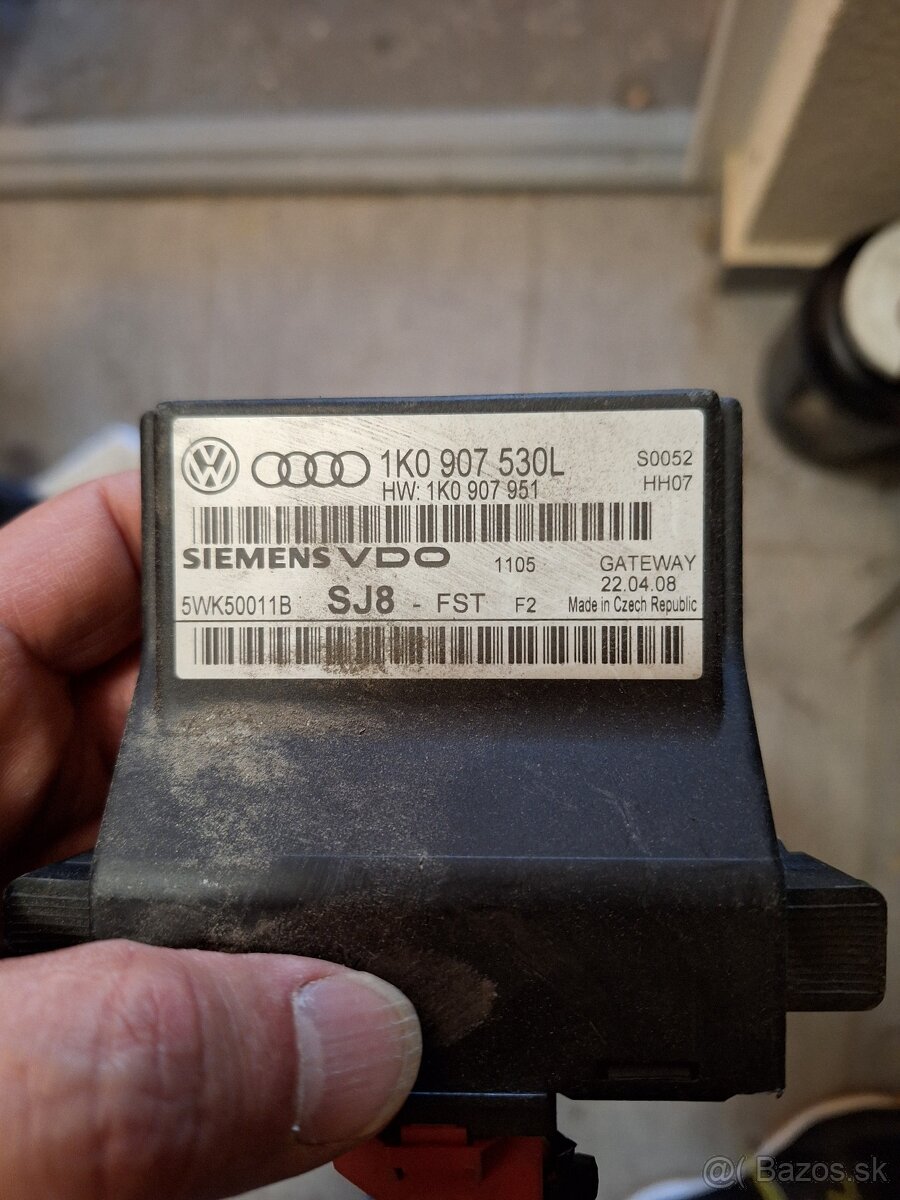 1K0 907 530L S0052
HW: 1K0 907 951 HH07
SIEMENS VDO 1105 GATEWAY
22.04.08
5WK50011B SJ8 - FST F2 Made in Czech Republic
@( Bazos.sk